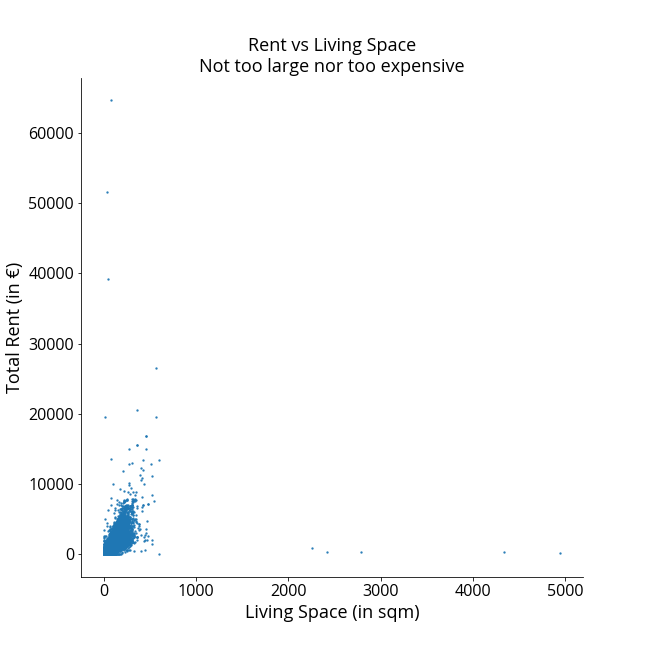 Rent vs Living Space
Not too large nor too expensive
Total Rent (in €)
60000
50000
40000
30000
20000
10000
0
0 1000 2000 3000 4000 5000
Living Space (in sqm)